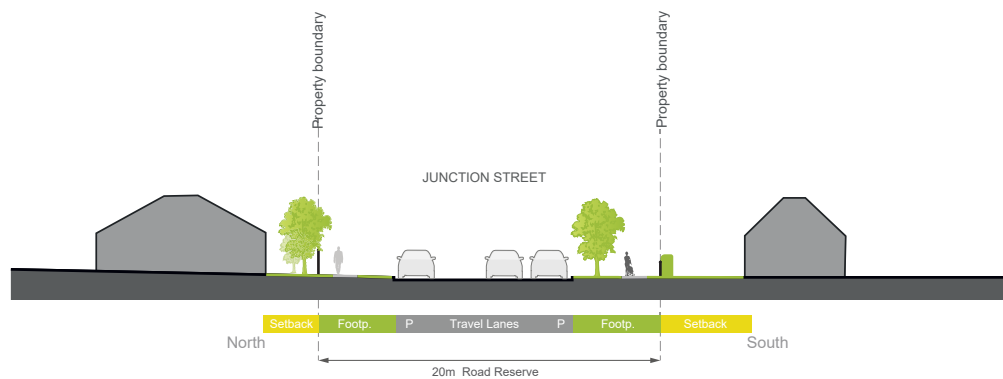 Property boundary
Property boundary
JUNCTION STREET
Setback Footp. P Travel Lanes P Footp. Setback
North South
20m Road Reserve